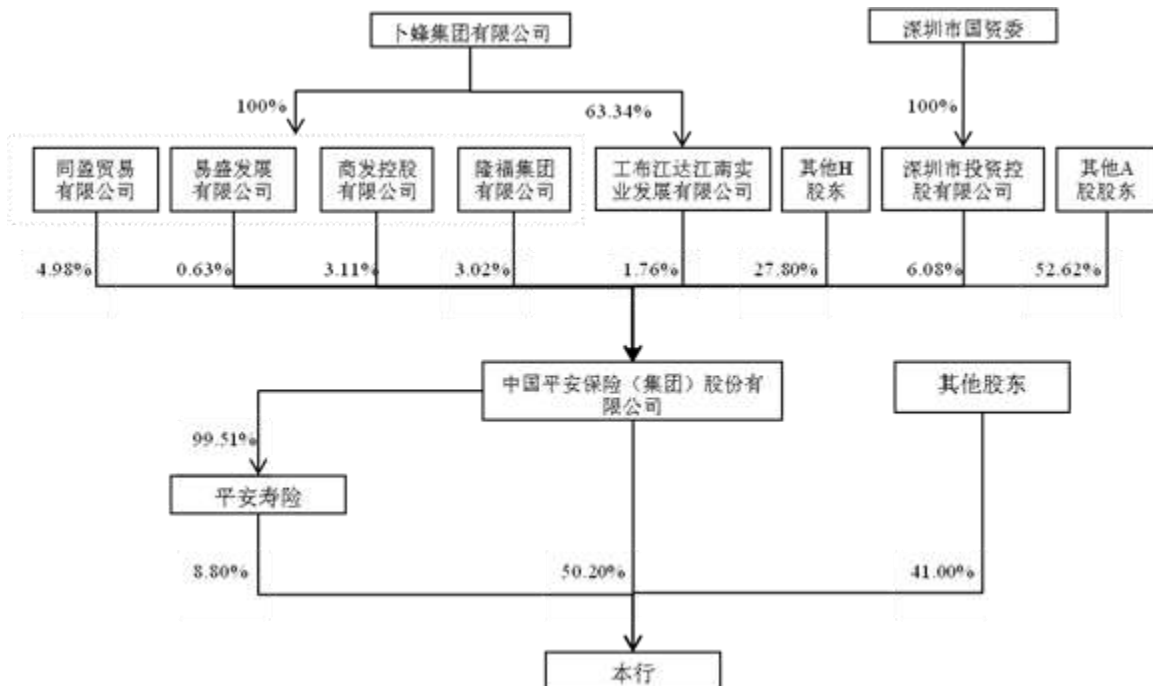 卜蜂集团有限公司
深圳市国资委
100%
63.34%
100%
同盈贸易
有限公司
易盛发展
有限公司
商发控股
有限公司
隆福集团
有限公司
工布江达江南实
业发展有限公司
其他H
股东
深圳市投资控
股有限公司
其他A
股股东
4.98%
0.63%
3.11%
3.02%
1.76%
27.80%
6.08%
52.62%
中国平安保险（集团）股份有
限公司
其他股东
99.51%
平安寿险
8.80%
50.20%
41.00%
本行